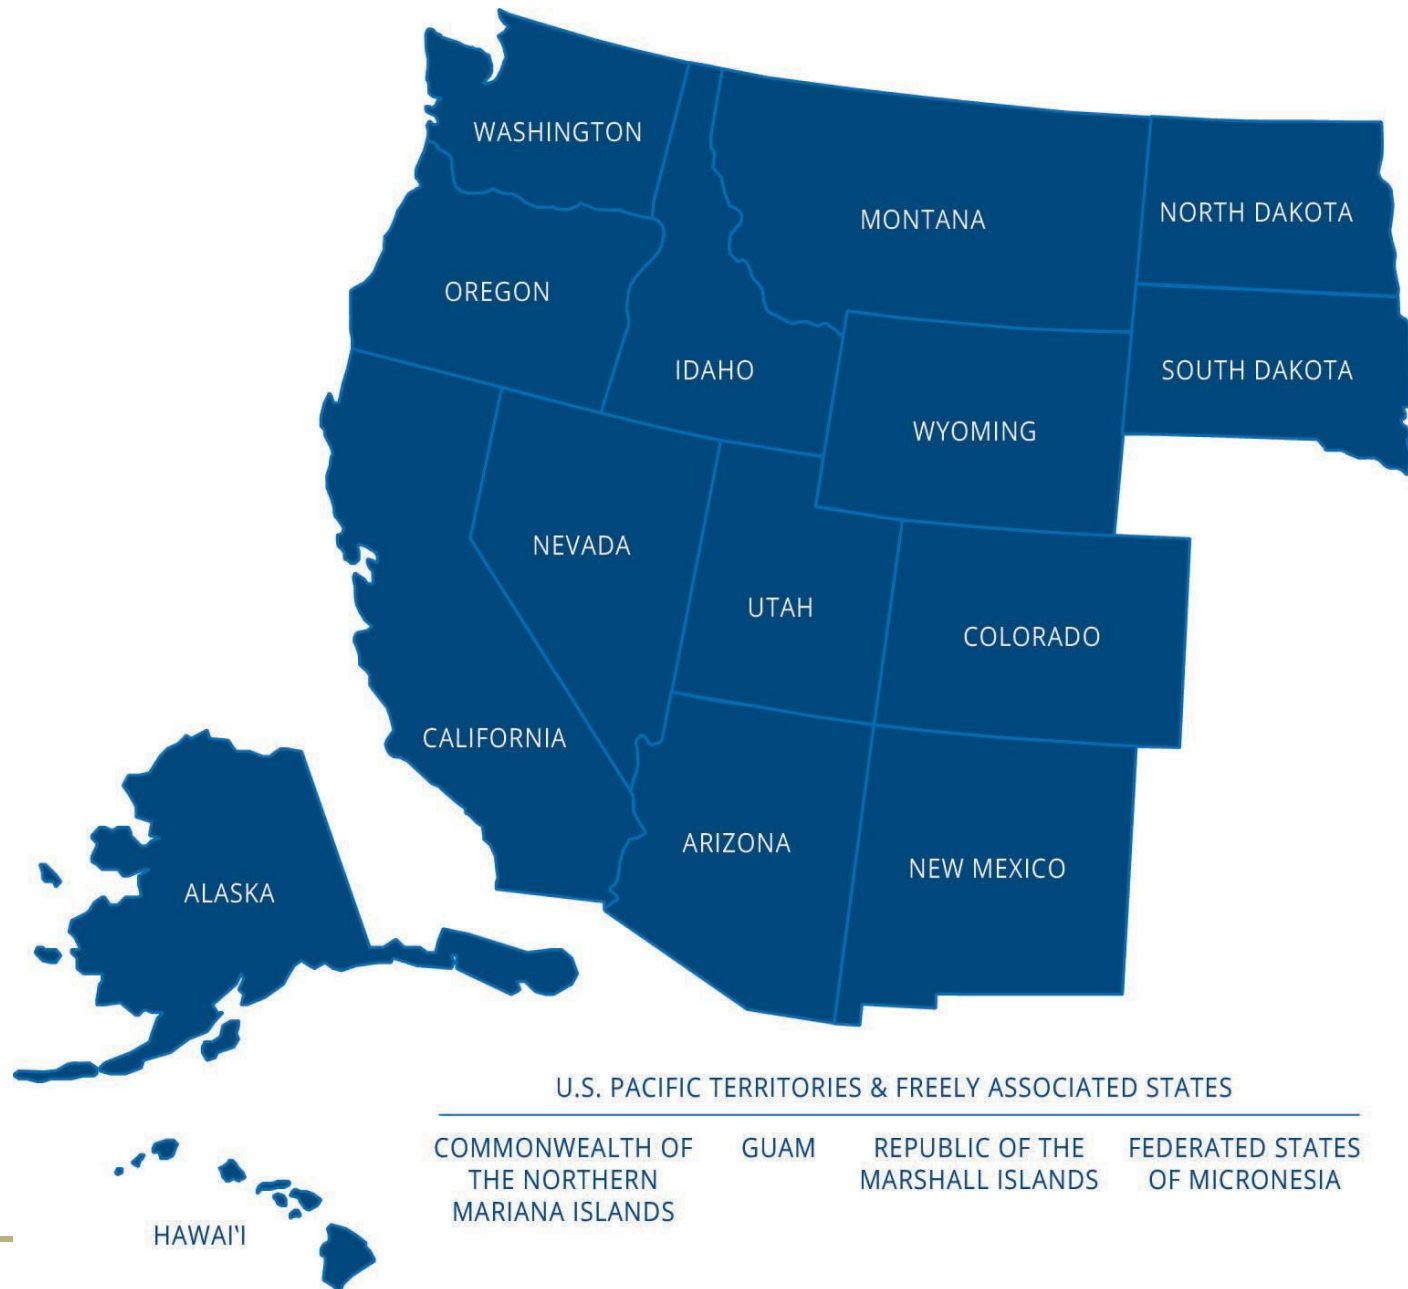 WASHINGTON
MONTANA
NORTH DAKOTA
OREGON
IDAHO
SOUTH DAKOTA
WYOMING
NEVADA
UTAH
COLORADO
CALIFORNIA
ARIZONA
NEW MEXICO
ALASKA
HAWAI'I
U.S. PACIFIC TERRITORIES & FREELY ASSOCIATED STATES
COMMONWEALTH OF
THE NORTHERN
MARIANA ISLANDS
GUAM
REPUBLIC OF THE
MARSHALL ISLANDS
FEDERATED STATES
OF MICRONESIA